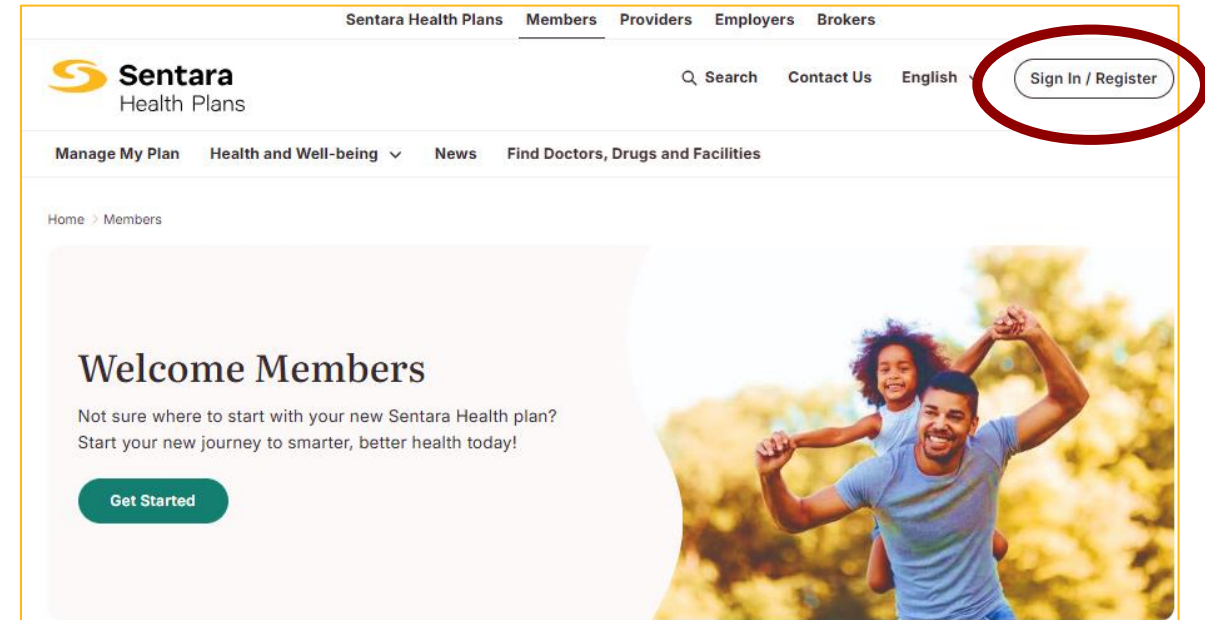 Sentara Health Plans Members Providers Employers Brokers
Sentara
Health Plans
Search Contact Us English Sign In / Register
Manage My Plan Health and Well-being News Find Doctors, Drugs and Facilities
Home > Members
Welcome Members
Not sure where to start with your new Sentara Health plan?
Start your new journey to smarter, better health today!
Get Started